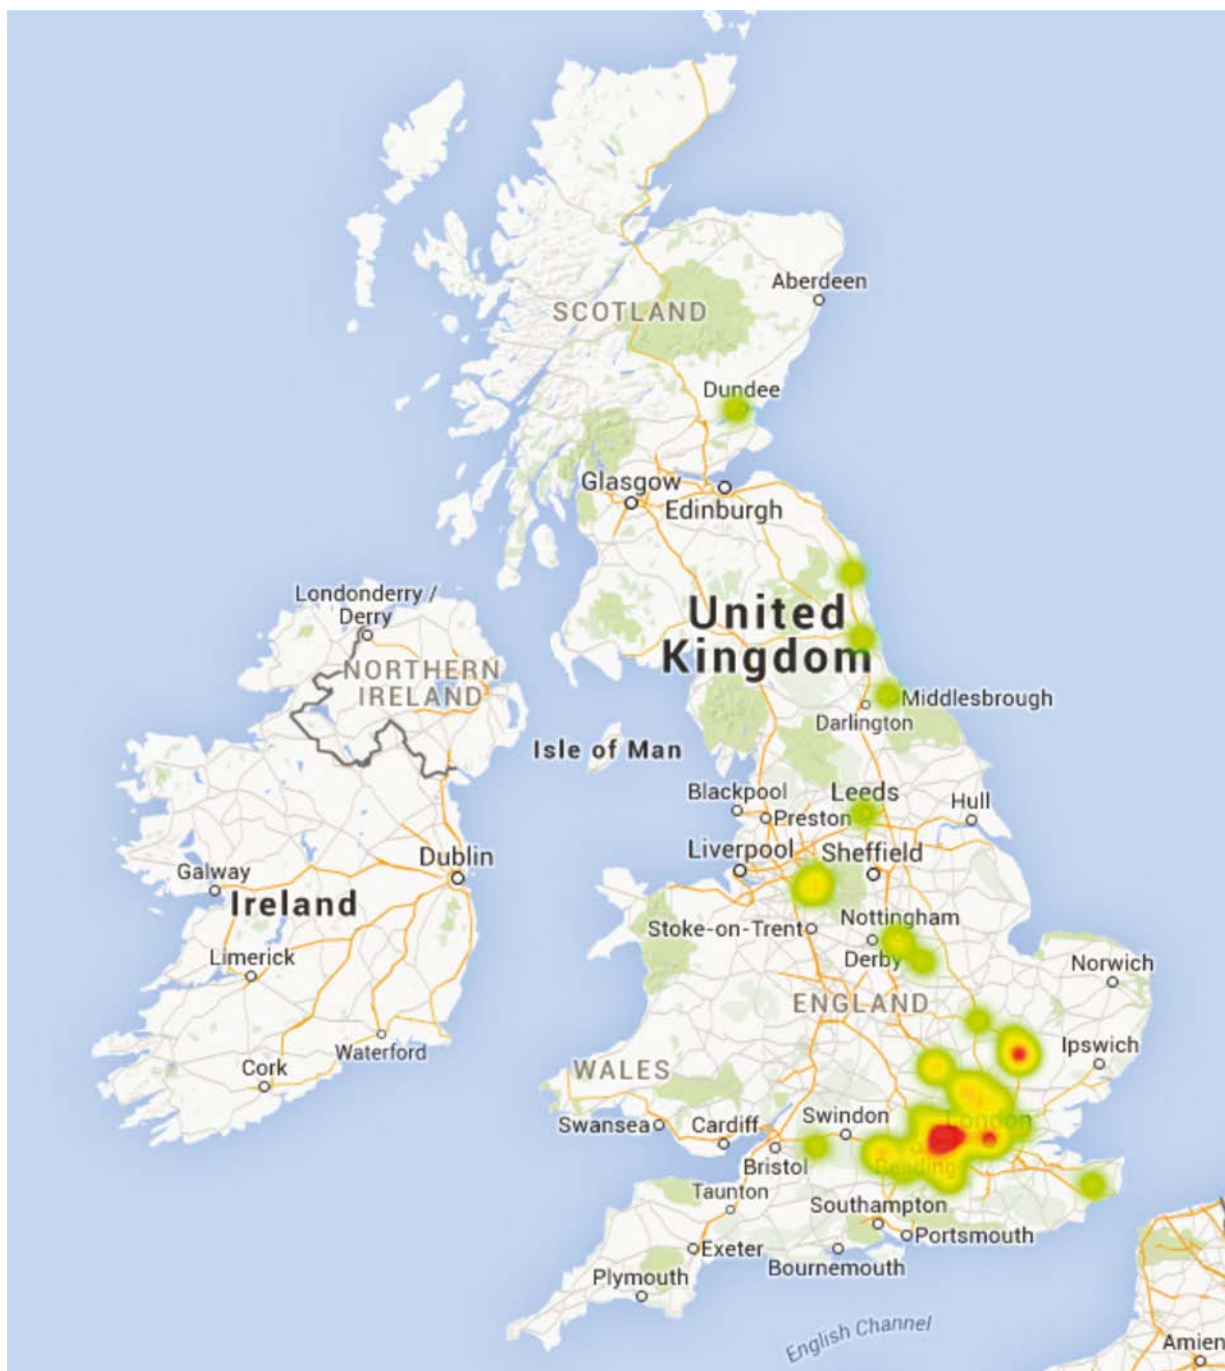 Aberdeen
SCOTLAND
Dundee
Glasgow
Edinburgh
Londonderry /
Derry
United
Kingdom
NORTHERN
IRELAND
Middlesbrough
Darlington
Isle of Man
Blackpool
Leeds
Hull
Preston
Liverpool
Sheffield
Dublin
Galway
Ireland
Nottingham
Stoke-on-Trent
Derby
Limerick
Norwich
ENGLAND
Waterford
Ipswich
Cork
WALES
Swindon
London
Swansea
Cardiff
Bristol
Reading
Taunton
Southampton
Portsmouth
Exeter
Bournemouth
Plymouth
English Channel
Amien